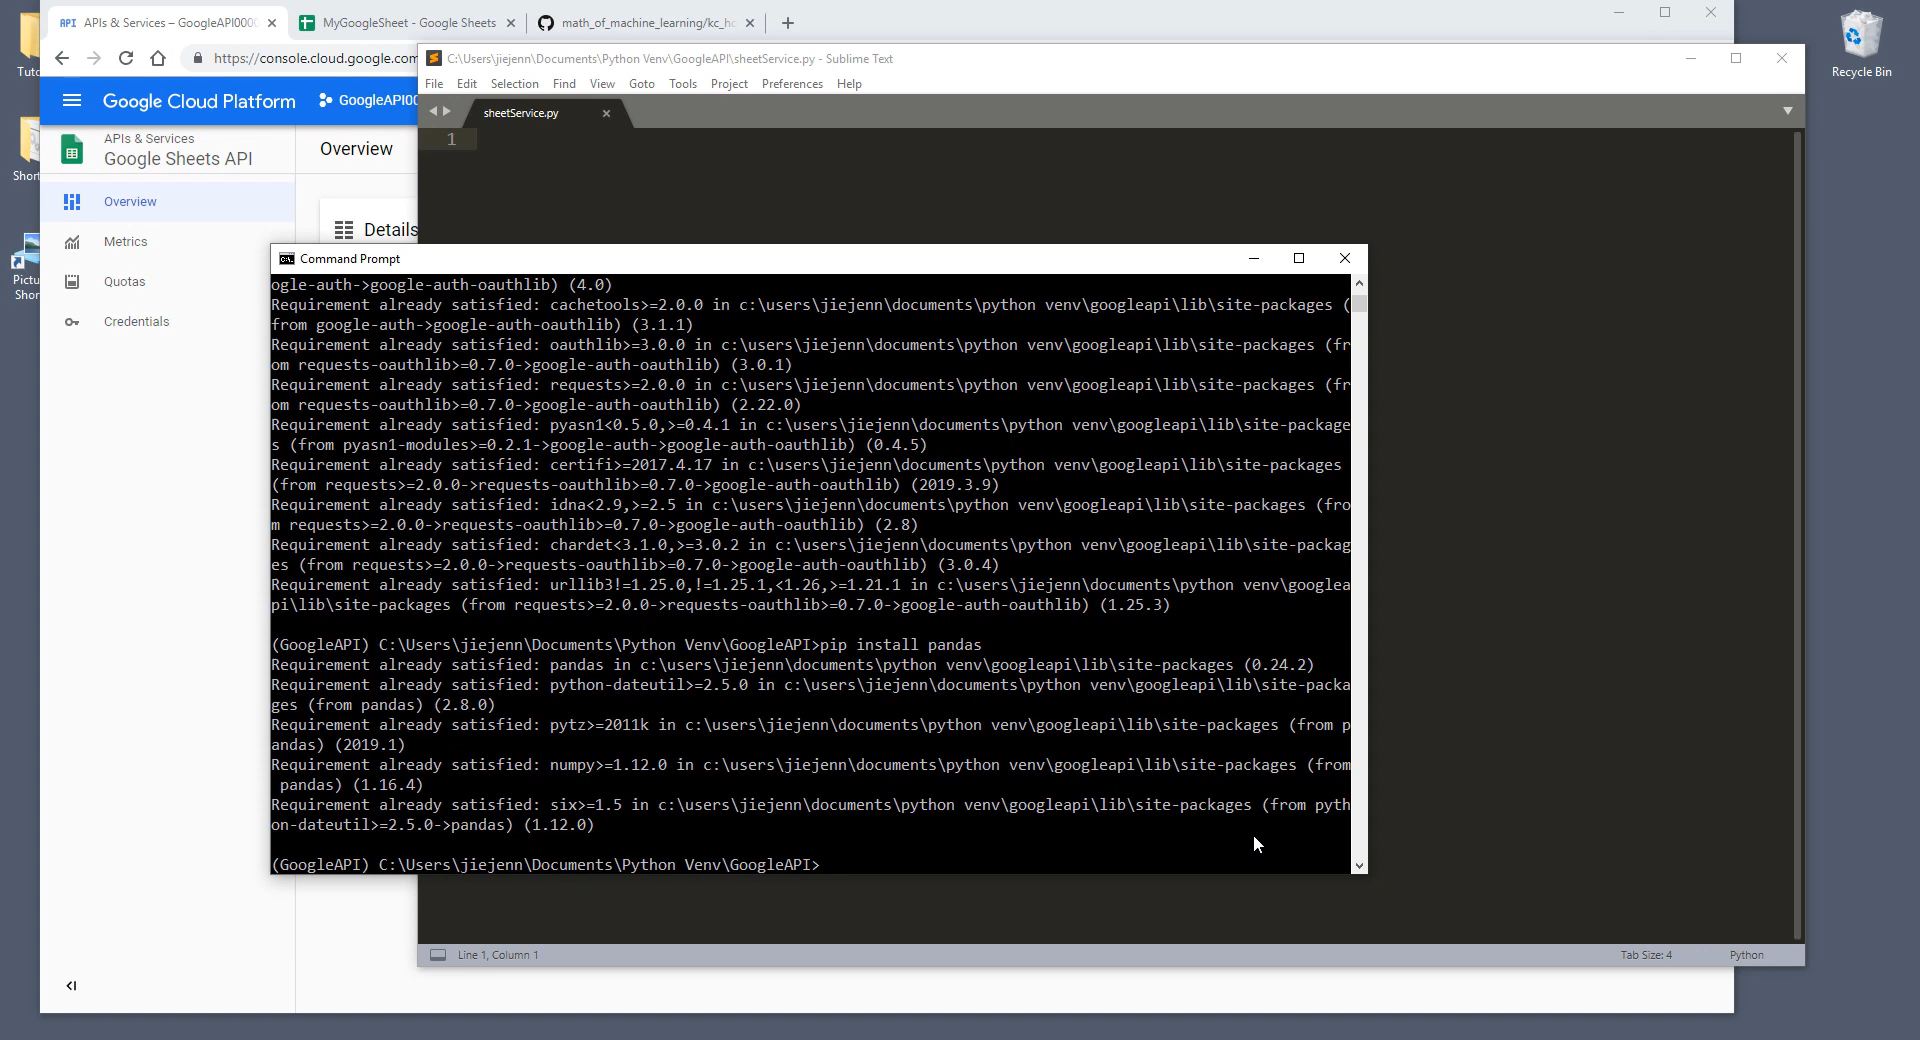 APIs & Services – GoogleAPI000
MyGoogleSheet - Google Sheets
math_of_machine_learning/kc_ho
https://console.cloud.google.com
Google Cloud Platform
GoogleAPI00
APIs & Services
Google Sheets API
Overview
Overview
Metrics
Quotas
Credentials
Details
C:\Users\jiejenn\Documents\Python Venv\GoogleAPI\sheetService.py - Sublime Text
File Edit Selection Find View Goto Tools Project Preferences Help
sheetService.py
1
Command Prompt
ogle-auth->google-auth-oauthlib) (4.0)
Requirement already satisfied: cachetools>=2.0.0 in c:\users\jiejenn\documents\python venv\googleapi\lib\site-packages (
from google-auth->google-auth-oauthlib) (3.1.1)
Requirement already satisfied: oauthlib>=3.0.0 in c:\users\jiejenn\documents\python venv\googleapi\lib\site-packages (fr
om requests-oauthlib>=0.7.0->google-auth-oauthlib) (3.0.1)
Requirement already satisfied: requests>=2.0.0 in c:\users\jiejenn\documents\python venv\googleapi\lib\site-packages (fr
om requests-oauthlib>=0.7.0->google-auth-oauthlib) (2.22.0)
Requirement already satisfied: pyasn1<0.5.0,>=0.4.1 in c:\users\jiejenn\documents\python venv\googleapi\lib\site-package
s (from pyasn1-modules>=0.2.1->google-auth->google-auth-oauthlib) (0.4.5)
Requirement already satisfied: certifi>=2017.4.17 in c:\users\jiejenn\documents\python venv\googleapi\lib\site-packages
(from requests>=2.0.0->requests-oauthlib>=0.7.0->google-auth-oauthlib) (2019.3.9)
Requirement already satisfied: idna<2.9,>=2.5 in c:\users\jiejenn\documents\python venv\googleapi\lib\site-packages (fro
m requests>=2.0.0->requests-oauthlib>=0.7.0->google-auth-oauthlib) (2.8)
Requirement already satisfied: chardet<3.1.0,>=3.0.2 in c:\users\jiejenn\documents\python venv\googleapi\lib\site-packag
es (from requests>=2.0.0->requests-oauthlib>=0.7.0->google-auth-oauthlib) (3.0.4)
Requirement already satisfied: urllib3!=1.25.0,!=1.25.1,<1.26,>=1.21.1 in c:\users\jiejenn\documents\python venv\googlea
pi\lib\site-packages (from requests>=2.0.0->requests-oauthlib>=0.7.0->google-auth-oauthlib) (1.25.3)
(GoogleAPI) C:\Users\jiejenn\Documents\Python Venv\GoogleAPI>pip install pandas
Requirement already satisfied: pandas in c:\users\jiejenn\documents\python venv\googleapi\lib\site-packages (0.24.2)
Requirement already satisfied: python-dateutil>=2.5.0 in c:\users\jiejenn\documents\python venv\googleapi\lib\site-packa
ges (from pandas) (2.8.0)
Requirement already satisfied: pytz>=2011k in c:\users\jiejenn\documents\python venv\googleapi\lib\site-packages (from p
andas) (2019.1)
Requirement already satisfied: numpy>=1.12.0 in c:\users\jiejenn\documents\python venv\googleapi\lib\site-packages (from
pandas) (1.16.4)
Requirement already satisfied: six>=1.5 in c:\users\jiejenn\documents\python venv\googleapi\lib\site-packages (from pyth
on-dateutil>=2.5.0->pandas) (1.12.0)
(GoogleAPI) C:\Users\jiejenn\Documents\Python Venv\GoogleAPI>
Line 1, Column 1
Tab Size: 4
Python
Recycle Bin
Tuto
Short
Pictu
Shor